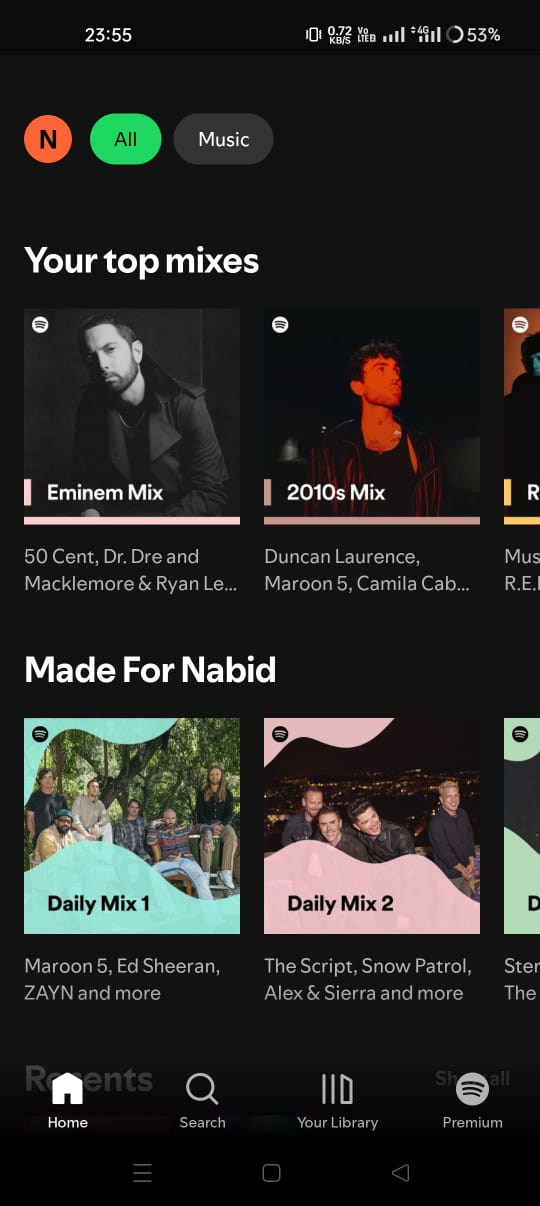 23:55
0.72
KB/S
Vo
LTE2
4G
53%
N
All
Music
Your top mixes
Eminem Mix
2010s Mix
R
50 Cent, Dr. Dre and
Macklemore & Ryan Le...
Duncan Laurence,
Maroon 5, Camila Cab...
Mus
R.E.
Made For Nabid
Daily Mix 1
Daily Mix 2
D
Maroon 5, Ed Sheeran,
ZAYN and more
The Script, Snow Patrol,
Alex & Sierra and more
Ster
The
Recents
Show all
Home
Search
Your Library
Premium